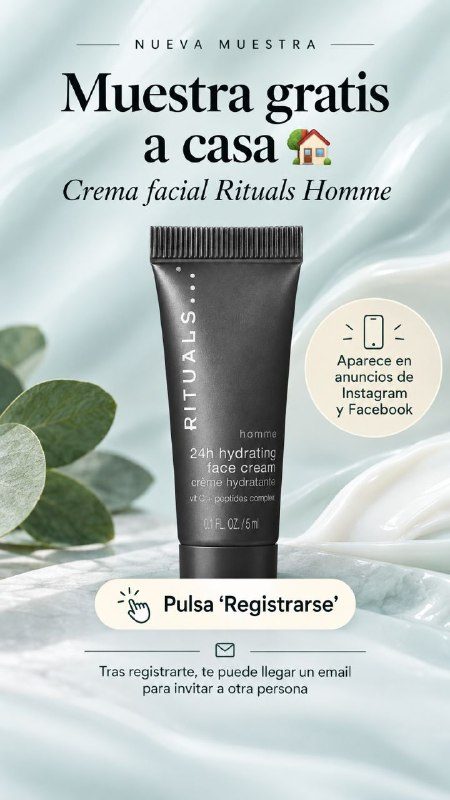 NUEVA MUESTRA
Muestra gratis
a casa
Crema facial Rituals Homme
RITUALS...
homme
24h hydrating
face cream
crème hydratante
vit C + peptides complex
0.1 FL. OZ. / 5 ml
Aparece en
anuncios de
Instagram
y Facebook
Pulsa ‘Registrarse’
Tras registrarte, te puede llegar un email
para invitar a otra persona